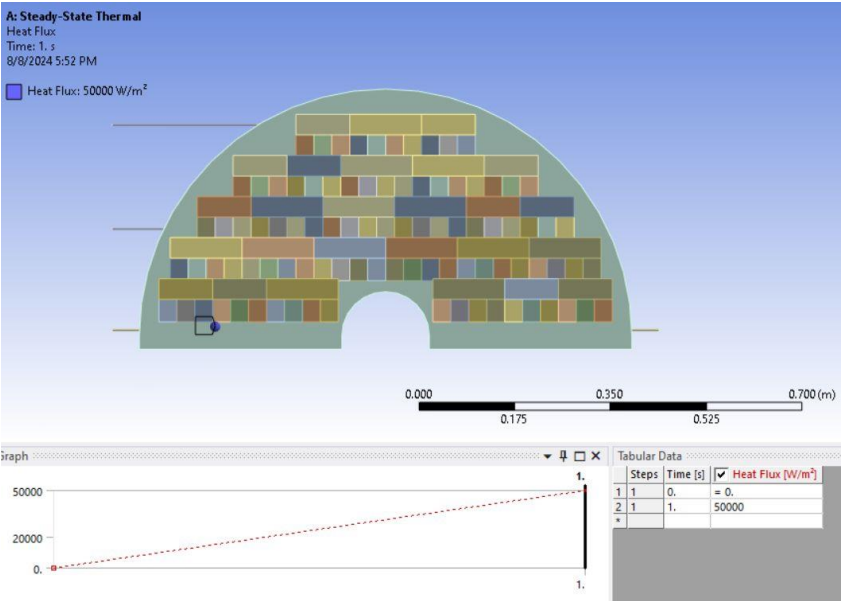 A: Steady-State Thermal
Heat Flux
Time: 1. s
8/8/2024 5:52 PM
Heat Flux: 50000 W/m²
0.000 0.350 0.700 (m)
0.175 0.525
Graph
1.
50000
20000
0.
1.
Tabular Data
Steps Time [s] Heat Flux [W/m²]
1 1 0. = 0.
2 1 1. 50000
*